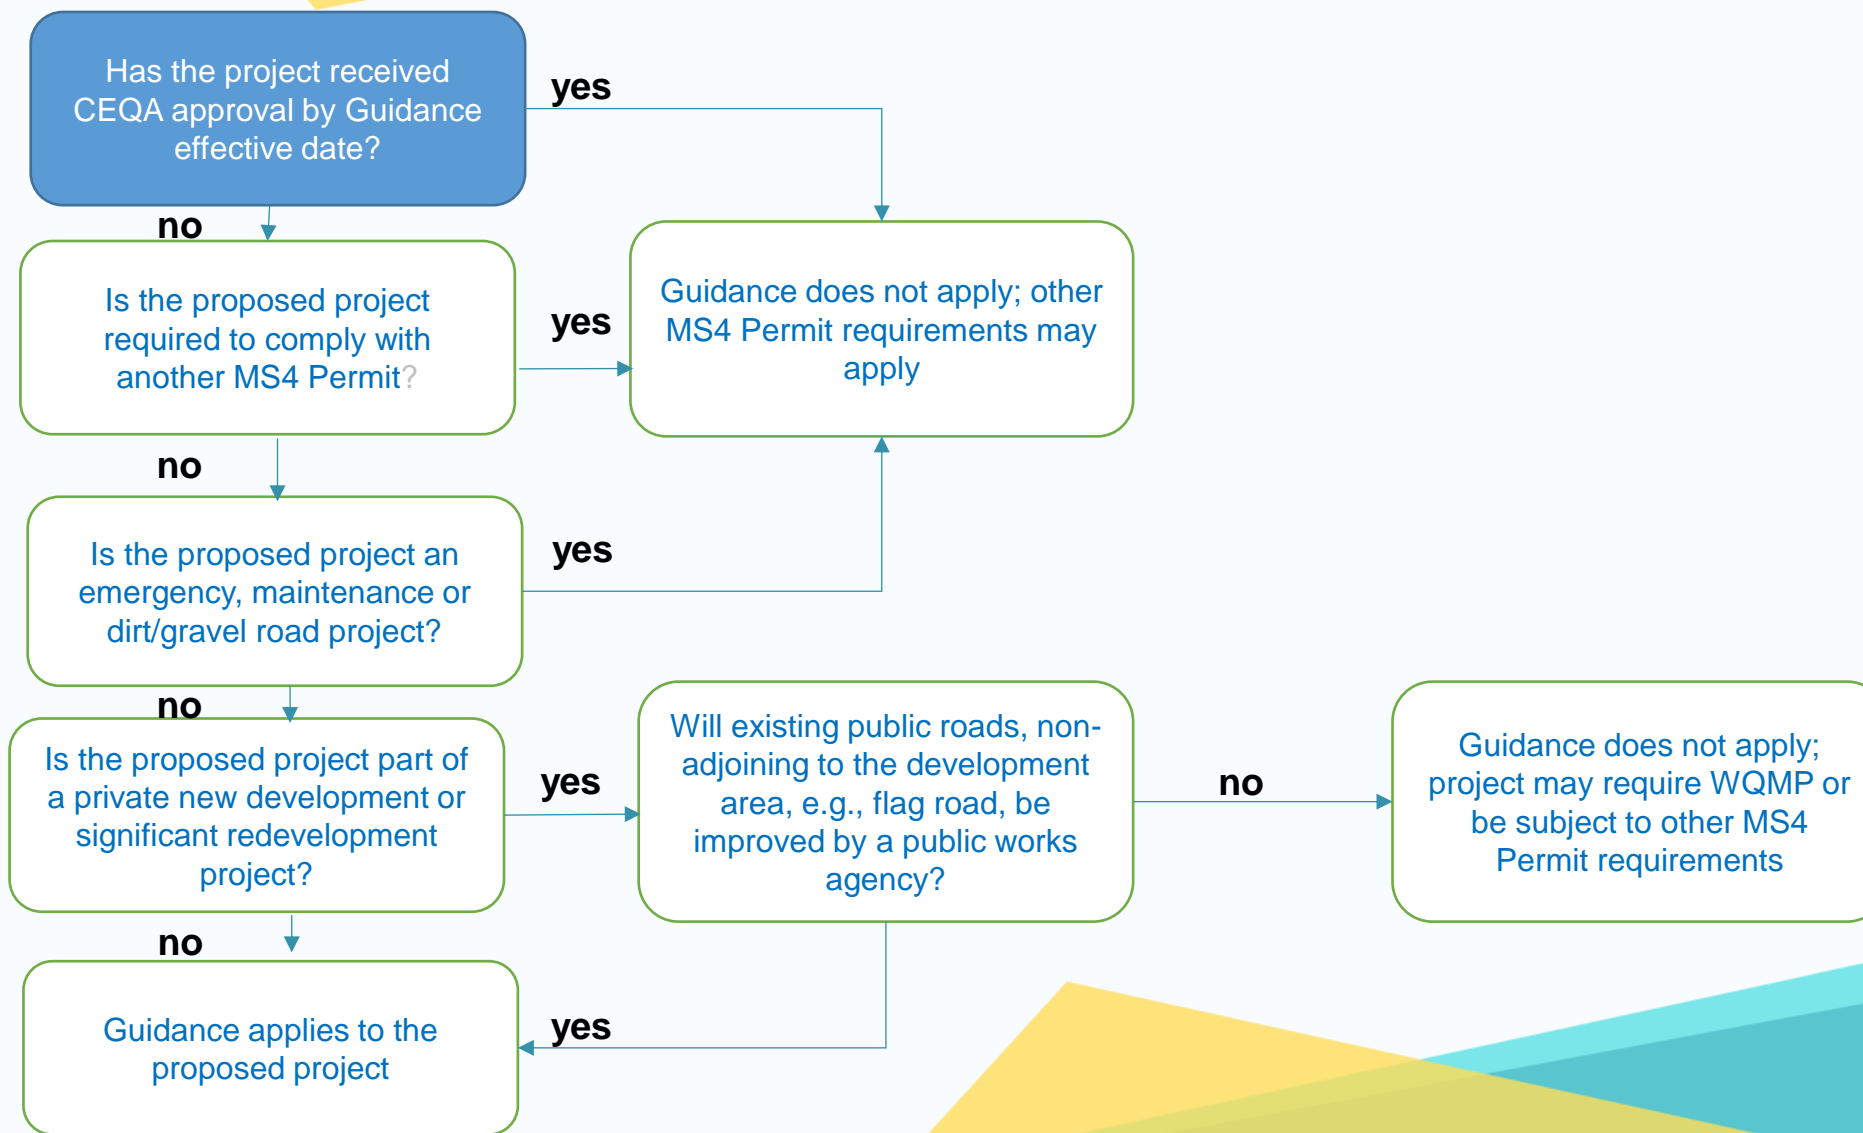 Has the project received
CEQA approval by Guidance
effective date?
yes
no
Is the proposed project
required to comply with
another MS4 Permit?
yes
Guidance does not apply; other
MS4 Permit requirements may
apply
no
Is the proposed project an
emergency, maintenance or
dirt/gravel road project?
yes
no
Is the proposed project part of
a private new development or
significant redevelopment
project?
yes
Will existing public roads, non-
adjoining to the development
area, e.g., flag road, be
improved by a public works
agency?
no
Guidance does not apply;
project may require WQMP or
be subject to other MS4
Permit requirements
no
Guidance applies to the
proposed project
yes